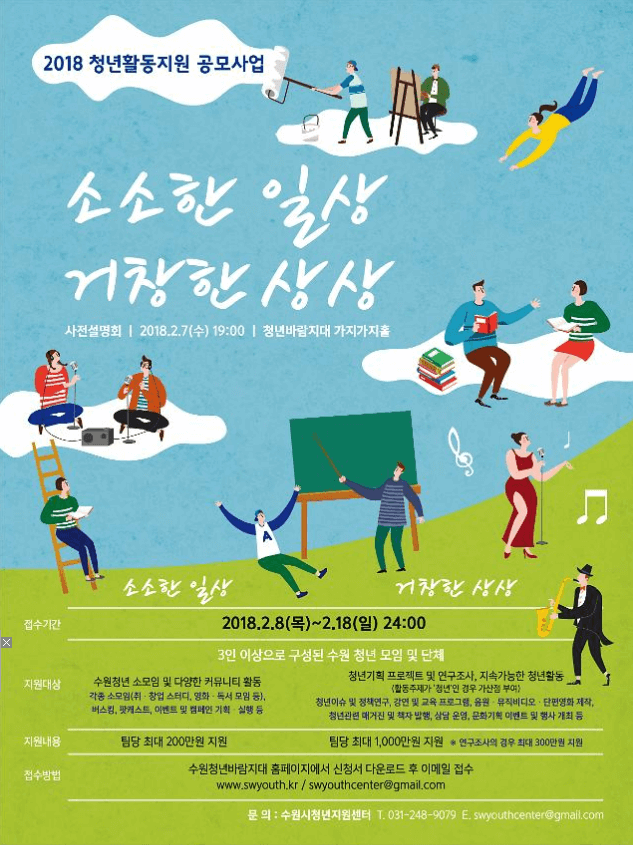 2018 청년활동지원 공모사업
소소한 일상
거창한 상상
사전설명회 | 2018.2.7(수) 19:00 | 청년바람지대 가지가지홀
A
소소한 일상 거창한 상상
접수기간 2018.2.8(목)~2.18(일) 24:00
3인 이상으로 구성된 수원 청년 모임 및 단체
지원대상
수원청년 소모임 및 다양한 커뮤니티 활동
각종 소모임(취·창업 스터디, 영화·독서 모임 등),
버스킹, 팟캐스트, 이벤트 및 캠페인 기획·실행 등
청년기획 프로젝트 및 연구조사, 지속가능한 청년활동
(활동주제가 '청년'인 경우 가산점 부여)
청년이슈 및 정책연구, 강연 및 교육 프로그램, 음원·뮤직비디오·단편영화 제작,
청년관련 매거진 및 책자 발행, 상담 운영, 문화기획 이벤트 및 행사 개최 등
지원내용 팀당 최대 200만원 지원 팀당 최대 1,000만원 지원 ※ 연구조사의 경우 최대 300만원 지원
접수방법 수원청년바람지대 홈페이지에서 신청서 다운로드 후 이메일 접수
www.swyouth.kr / swyouthcenter@gmail.com
문 의 : 수원시청년지원센터 T. 031-248-9079 E. swyouthcenter@gmail.com